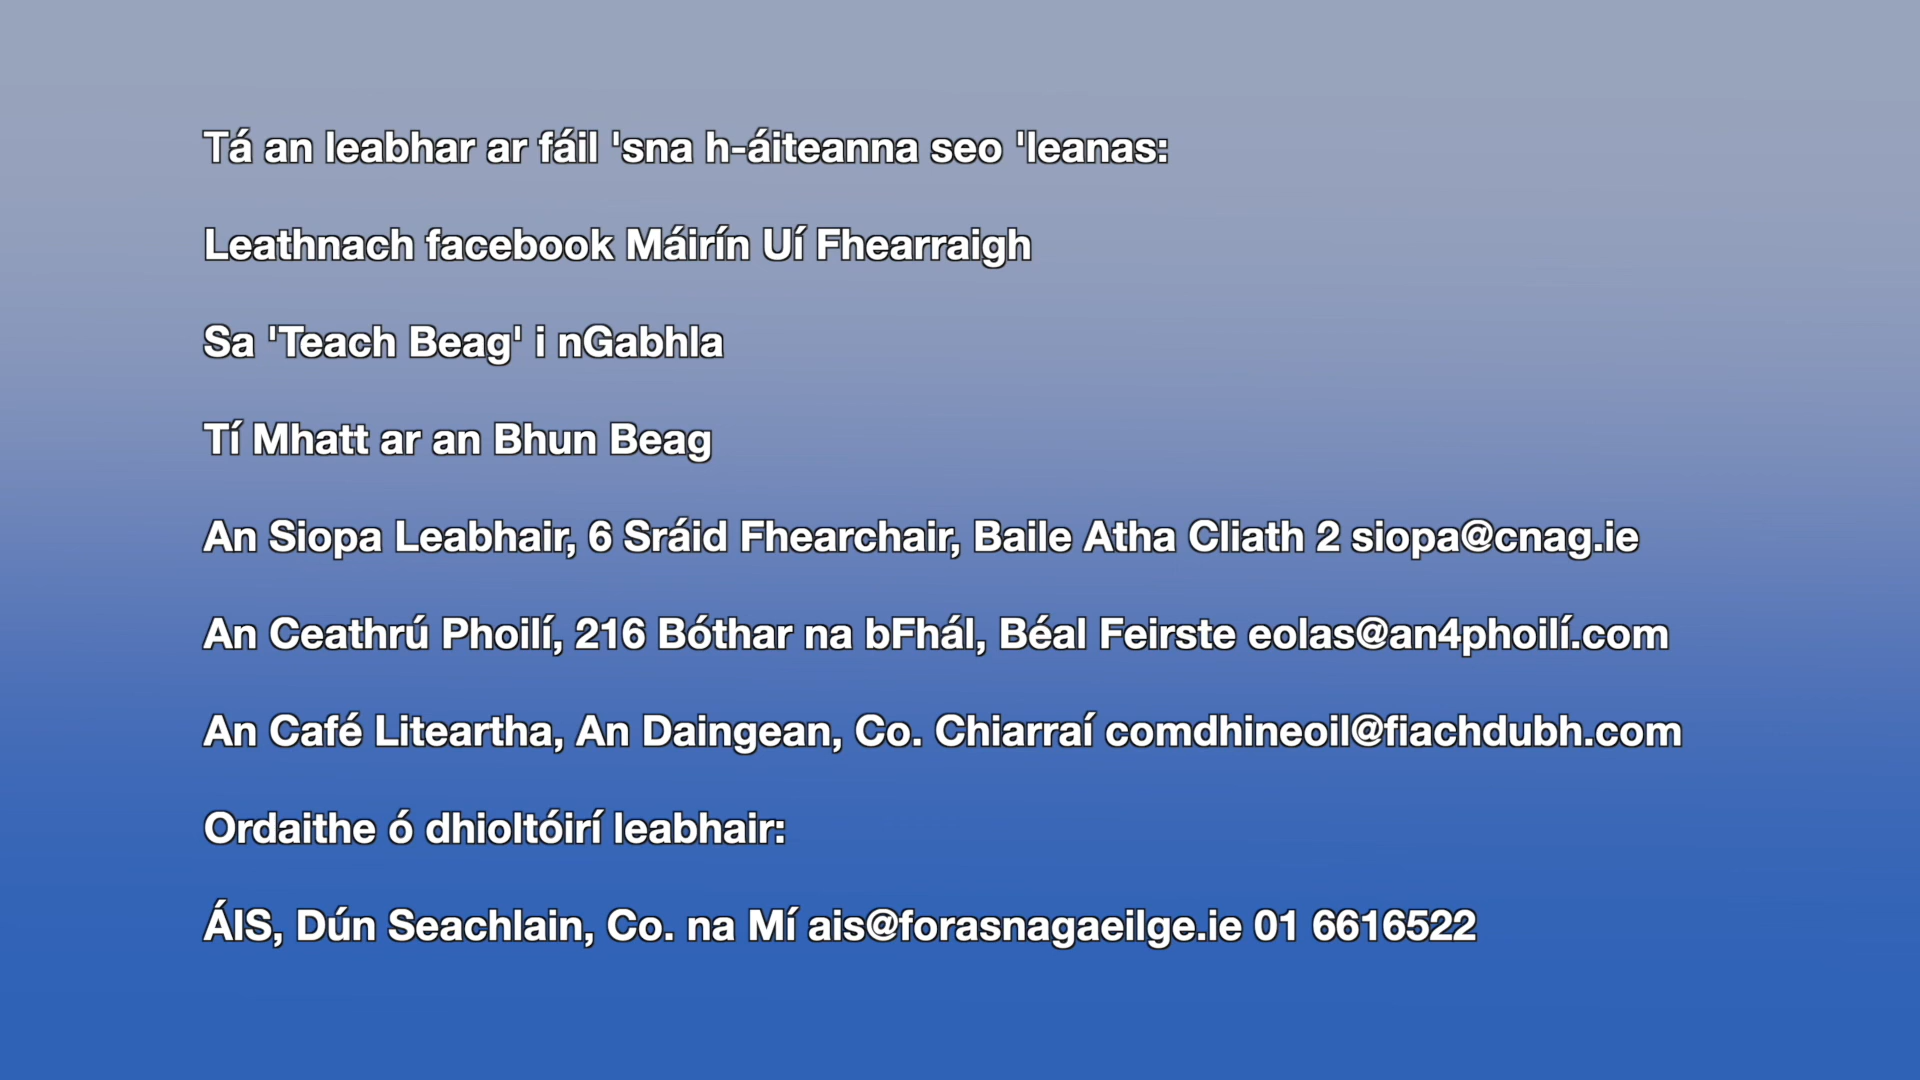 Tá an leabhar ar fáil 'sna h-áiteanna seo 'leanas:
Leathnach facebook Máirín Uí Fhearraigh
Sa 'Teach Beag' i nGabhla
Tí Mhatt ar an Bhun Beag
An Siopa Leabhair, 6 Sráid Fhearchair, Baile Atha Cliath 2 siopa@cnag.ie
An Ceathrú Phoilí, 216 Bóthar na bFhál, Béal Feirste eolas@an4phoilí.com
An Café Liteartha, An Daingean, Co. Chiarraí comdhineoil@fiachdubh.com
Ordaithe ó dhioltóirí leabhair:
ÁIS, Dún Seachlain, Co. na Mí ais@forasnagaeilge.ie 01 6616522